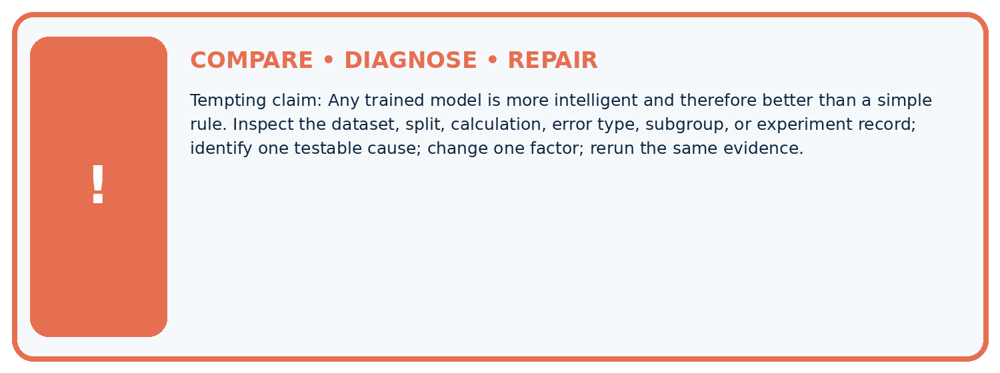 !
COMPARE • DIAGNOSE • REPAIR
Tempting claim: Any trained model is more intelligent and therefore better than a simple
rule. Inspect the dataset, split, calculation, error type, subgroup, or experiment record;
identify one testable cause; change one factor; rerun the same evidence.